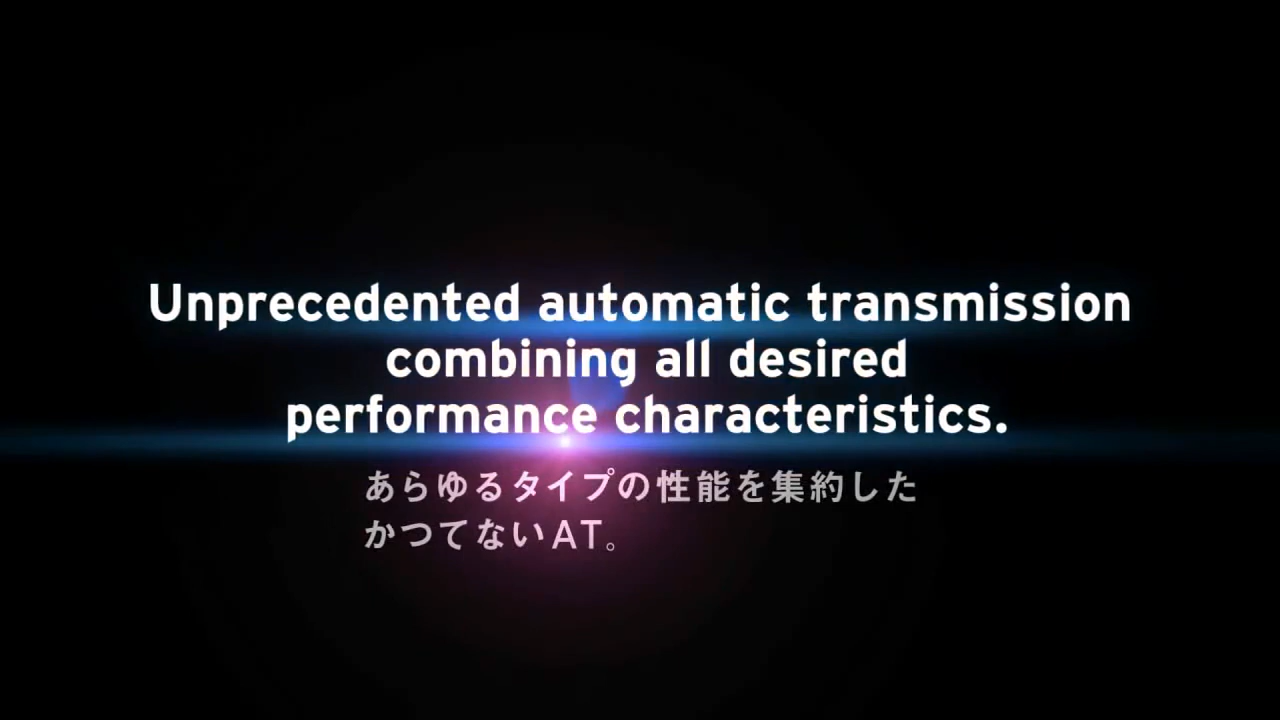 Unprecedented automatic transmission
combining all desired
performance characteristics.
あらゆるタイプの性能を集約した
かつてないAT。